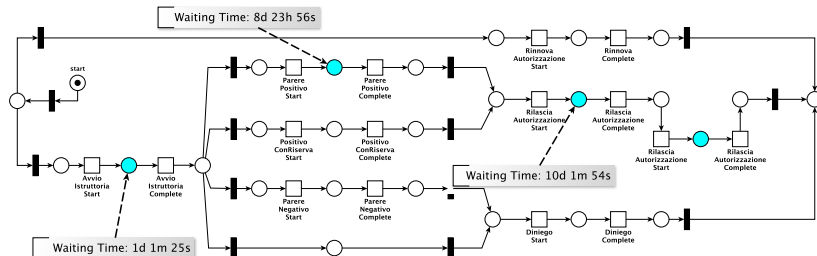 Waiting Time: 8d 23h 56s
Rinnova
Autorizzazione
Start
Rinnova
Complete
start
Parere
Positivo
Start
Parere
Positivo
Complete
Rilascia
Autorizzazione
Start
Rilascia
Autorizzazione
Complete
Positivo
ConRiserva
Start
Positivo
ConRiserva
Complete
Rilascia
Autorizzazione
Start
Rilascia
Autorizzazione
Complete
Avvio
Istruttoria
Start
Avvio
Istruttoria
Complete
Waiting Time: 10d 1m 54s
Parere
Negativo
Start
Parere
Negativo
Complete
Diniego
Start
Diniego
Complete
Waiting Time: 1d 1m 25s